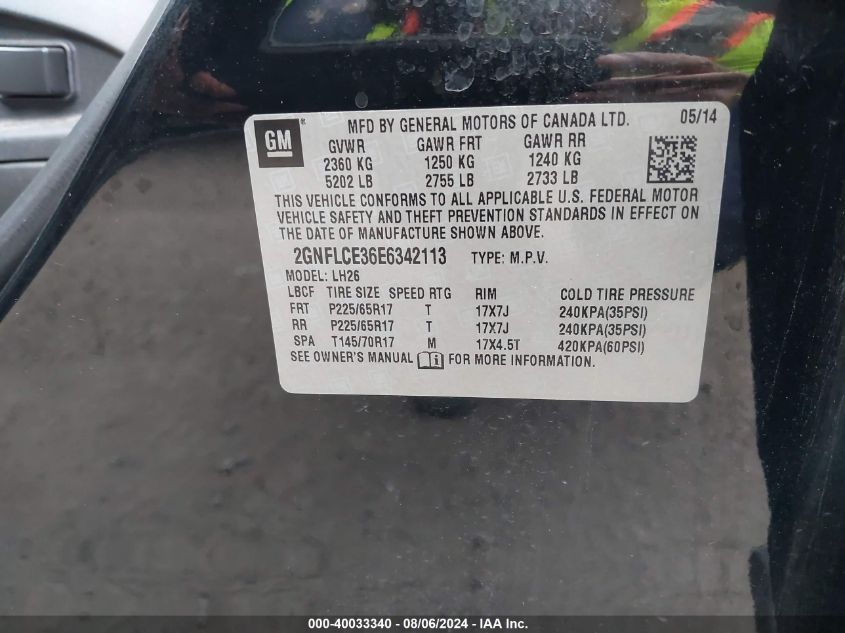 GM ® MFD BY GENERAL MOTORS OF CANADA LTD. 05/14
GVWR GAWR FRT GAWR RR
2360 KG 1250 KG 1240 KG
5202 LB 2755 LB 2733 LB
THIS VEHICLE CONFORMS TO ALL APPLICABLE U.S. FEDERAL MOTOR
VEHICLE SAFETY AND THEFT PREVENTION STANDARDS IN EFFECT ON
THE DATE OF MANUFACTURE SHOWN ABOVE.
2GNFLCE36E6342113 TYPE: M.P.V.
MODEL: LH26
LBCF TIRE SIZE SPEED RTG RIM COLD TIRE PRESSURE
FRT P225/65R17 T 17X7J 240KPA(35PSI)
RR P225/65R17 T 17X7J 240KPA(35PSI)
SPA T145/70R17 M 17X4.5T 420KPA(60PSI)
SEE OWNER'S MANUAL FOR MORE INFORMATION.
000-40033340 - 08/06/2024 - IAA Inc.